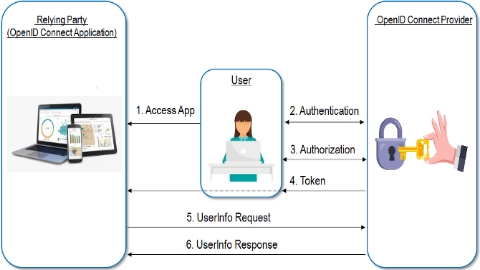 Relying Party
(OpenID Connect Application)
OpenID Connect Provider
User
1. Access App
2. Authentication
3. Authorization
4. Token
5. UserInfo Request
6. UserInfo Response